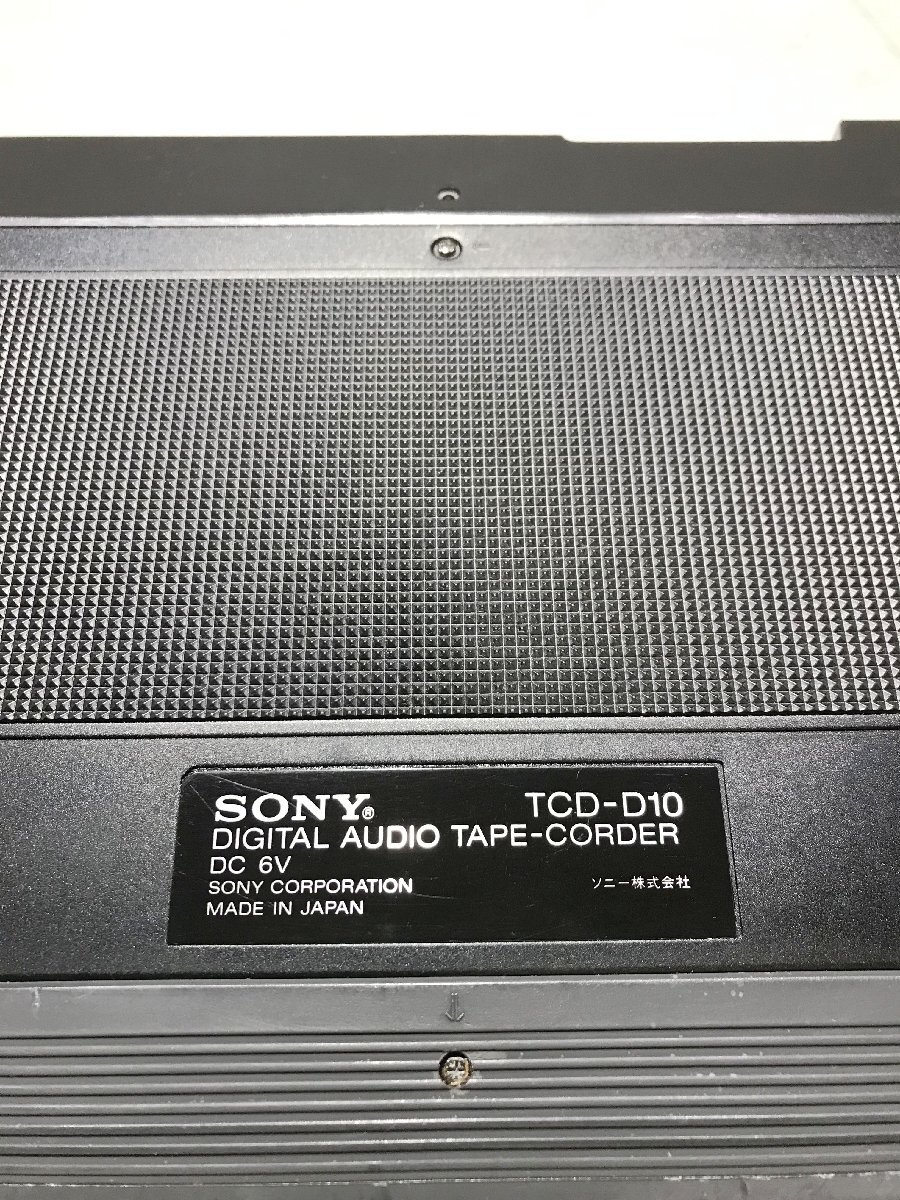 SONY® TCD-D10
DIGITAL AUDIO TAPE-CORDER
DC 6V
SONY CORPORATION ソニー株式会社
MADE IN JAPAN